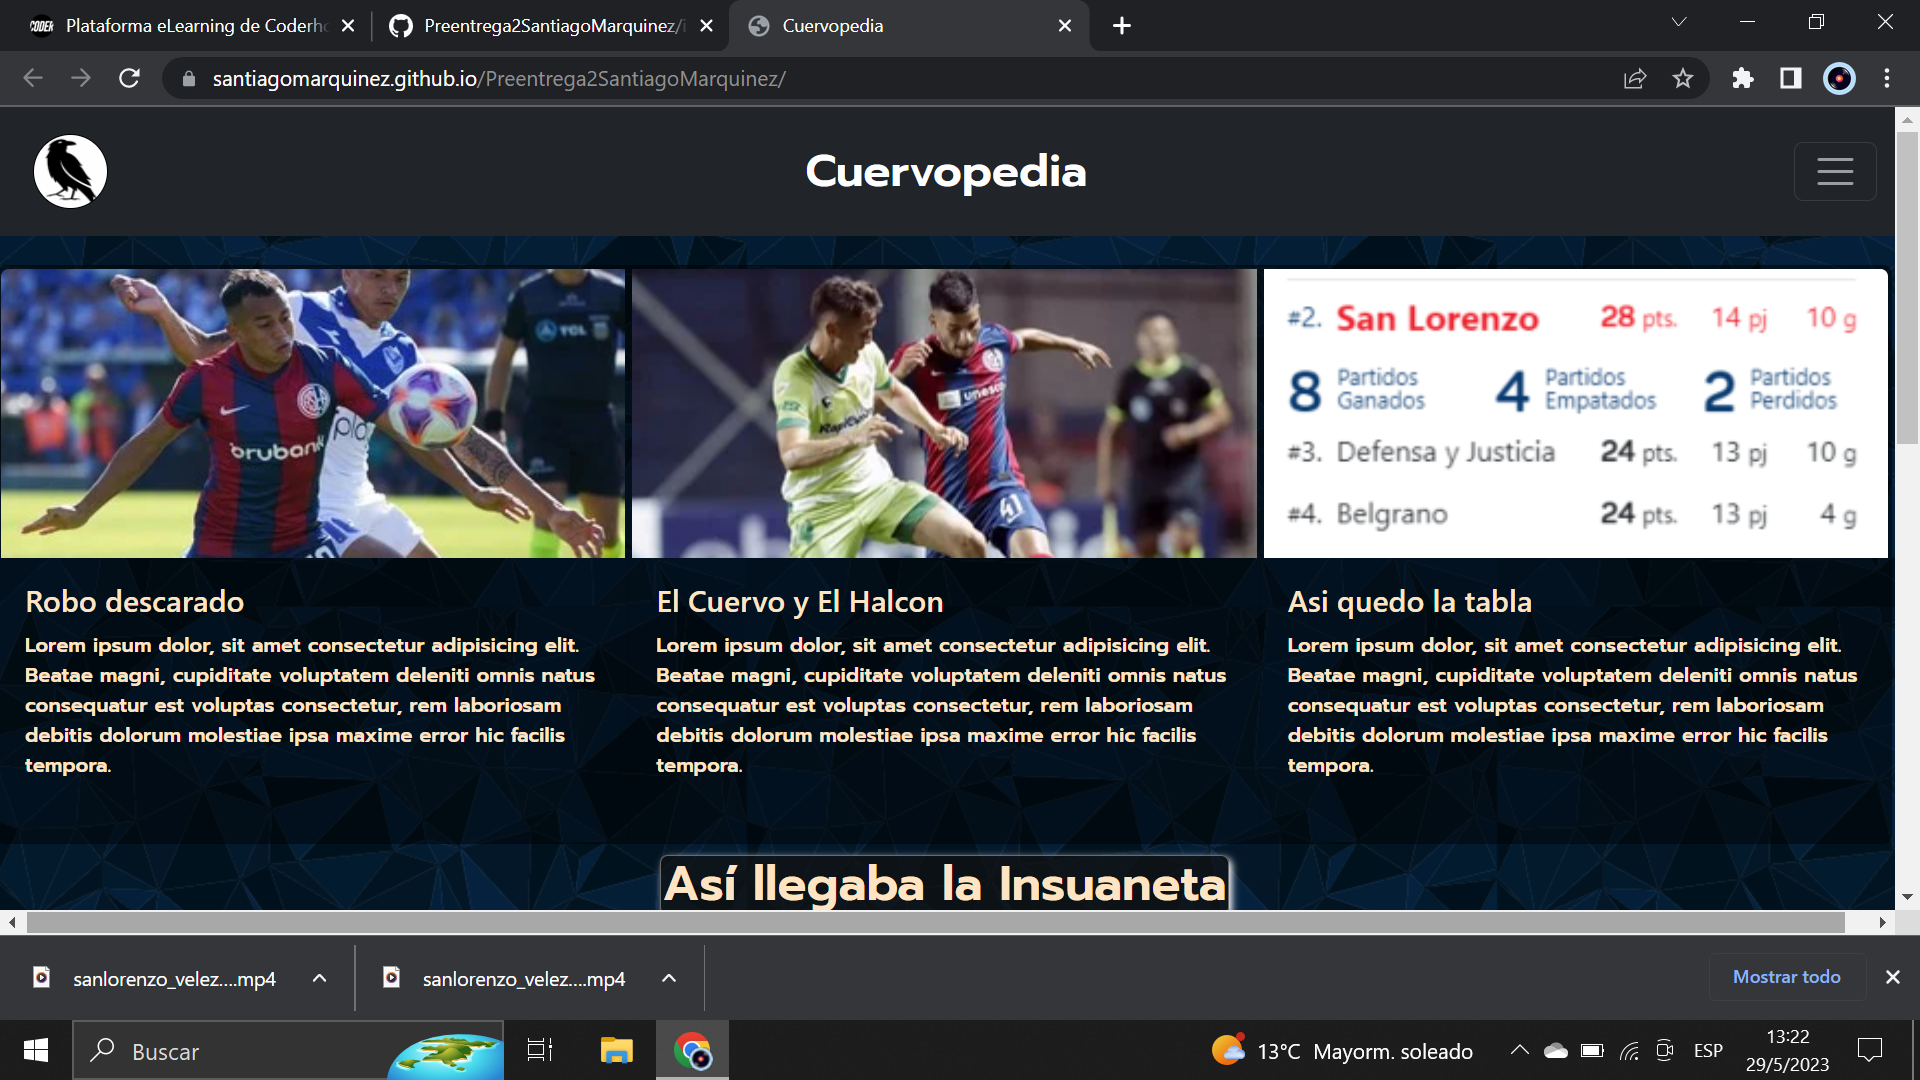 CODER Plataforma eLearning de Coderho
Preentrega2SantiagoMarquinez/i
Cuervopedia
santiagomarquinez.github.io/Preentrega2SantiagoMarquinez/
Cuervopedia
TCL
brubank
unesco
RapiCuotas
41
#2. San Lorenzo 28 pts. 14 pj 10 g
8 Partidos Ganados 4 Partidos Empatados 2 Partidos Perdidos
#3. Defensa y Justicia 24 pts. 13 pj 10 g
#4. Belgrano 24 pts. 13 pj 4 g
Robo descarado
Lorem ipsum dolor, sit amet consectetur adipisicing elit.
Beatae magni, cupiditate voluptatem deleniti omnis natus
consequatur est voluptas consectetur, rem laboriosam
debitis dolorum molestiae ipsa maxime error hic facilis
tempora.
El Cuervo y El Halcon
Lorem ipsum dolor, sit amet consectetur adipisicing elit.
Beatae magni, cupiditate voluptatem deleniti omnis natus
consequatur est voluptas consectetur, rem laboriosam
debitis dolorum molestiae ipsa maxime error hic facilis
tempora.
Asi quedo la tabla
Lorem ipsum dolor, sit amet consectetur adipisicing elit.
Beatae magni, cupiditate voluptatem deleniti omnis natus
consequatur est voluptas consectetur, rem laboriosam
debitis dolorum molestiae ipsa maxime error hic facilis
tempora.
Así llegaba la Insuaneta
sanlorenzo_velez....mp4
sanlorenzo_velez....mp4
Mostrar todo
Buscar
13°C Mayorm. soleado
ESP
13:22
29/5/2023